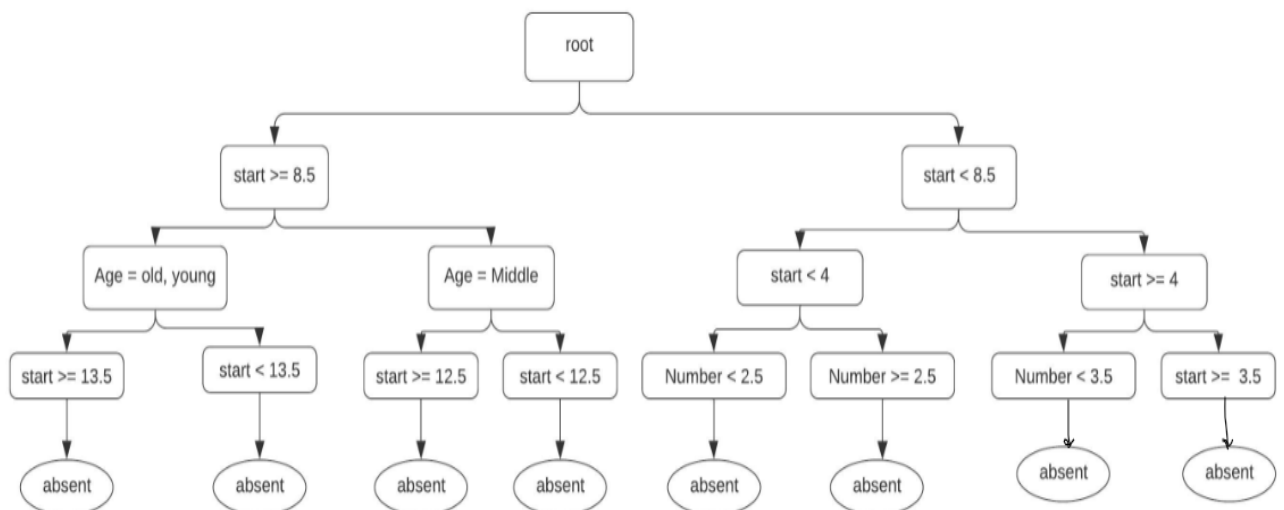 root
start >= 8.5
start < 8.5
Age = old, young
Age = Middle
start < 4
start >= 4
start >= 13.5
start < 13.5
start >= 12.5
start < 12.5
Number < 2.5
Number >= 2.5
Number < 3.5
start >= 3.5
absent
absent
absent
absent
absent
absent
absent
absent